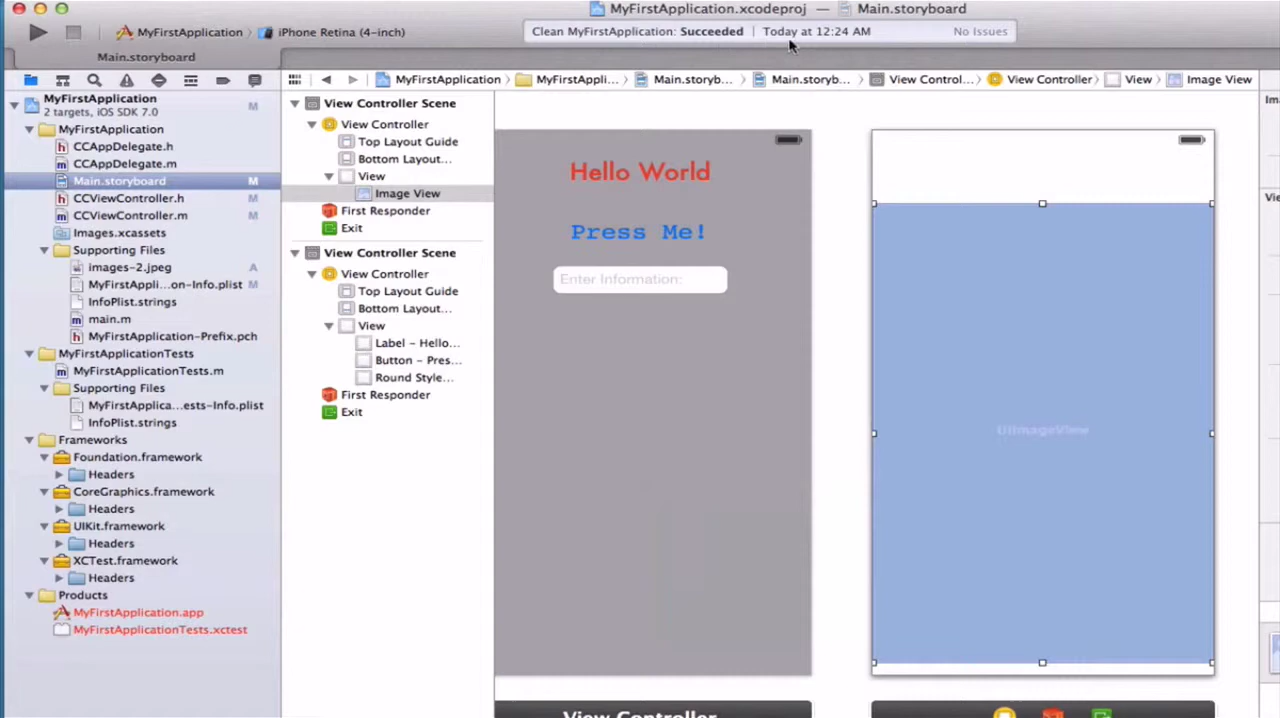 MyFirstApplication.xcodeproj — Main.storyboard
MyFirstApplication iPhone Retina (4-inch)
Clean MyFirstApplication: Succeeded | Today at 12:24 AM No Issues
Main.storyboard
MyFirstApplication MyFirstAppli... Main.storyb... Main.storyb... View Control... View Controller View Image View
MyFirstApplication M
2 targets, iOS SDK 7.0
MyFirstApplication
CCAppDelegate.h
CCAppDelegate.m
Main.storyboard M
CCViewController.h M
CCViewController.m M
Images.xcassets
Supporting Files
images-2.jpeg A
MyFirstAppli...on-Info.plist M
InfoPlist.strings
main.m
MyFirstApplication-Prefix.pch
MyFirstApplicationTests
MyFirstApplicationTests.m
Supporting Files
MyFirstApplica...ests-Info.plist
InfoPlist.strings
Frameworks
Foundation.framework
Headers
CoreGraphics.framework
Headers
UIKit.framework
Headers
XCTest.framework
Headers
Products
MyFirstApplication.app
MyFirstApplicationTests.xctest
View Controller Scene
View Controller
Top Layout Guide
Bottom Layout...
View
Image View
First Responder
Exit
View Controller Scene
View Controller
Top Layout Guide
Bottom Layout...
View
Label – Hello...
Button – Pres...
Round Style...
First Responder
Exit
Hello World
Press Me!
Enter Information:
View Controller
UIImageView